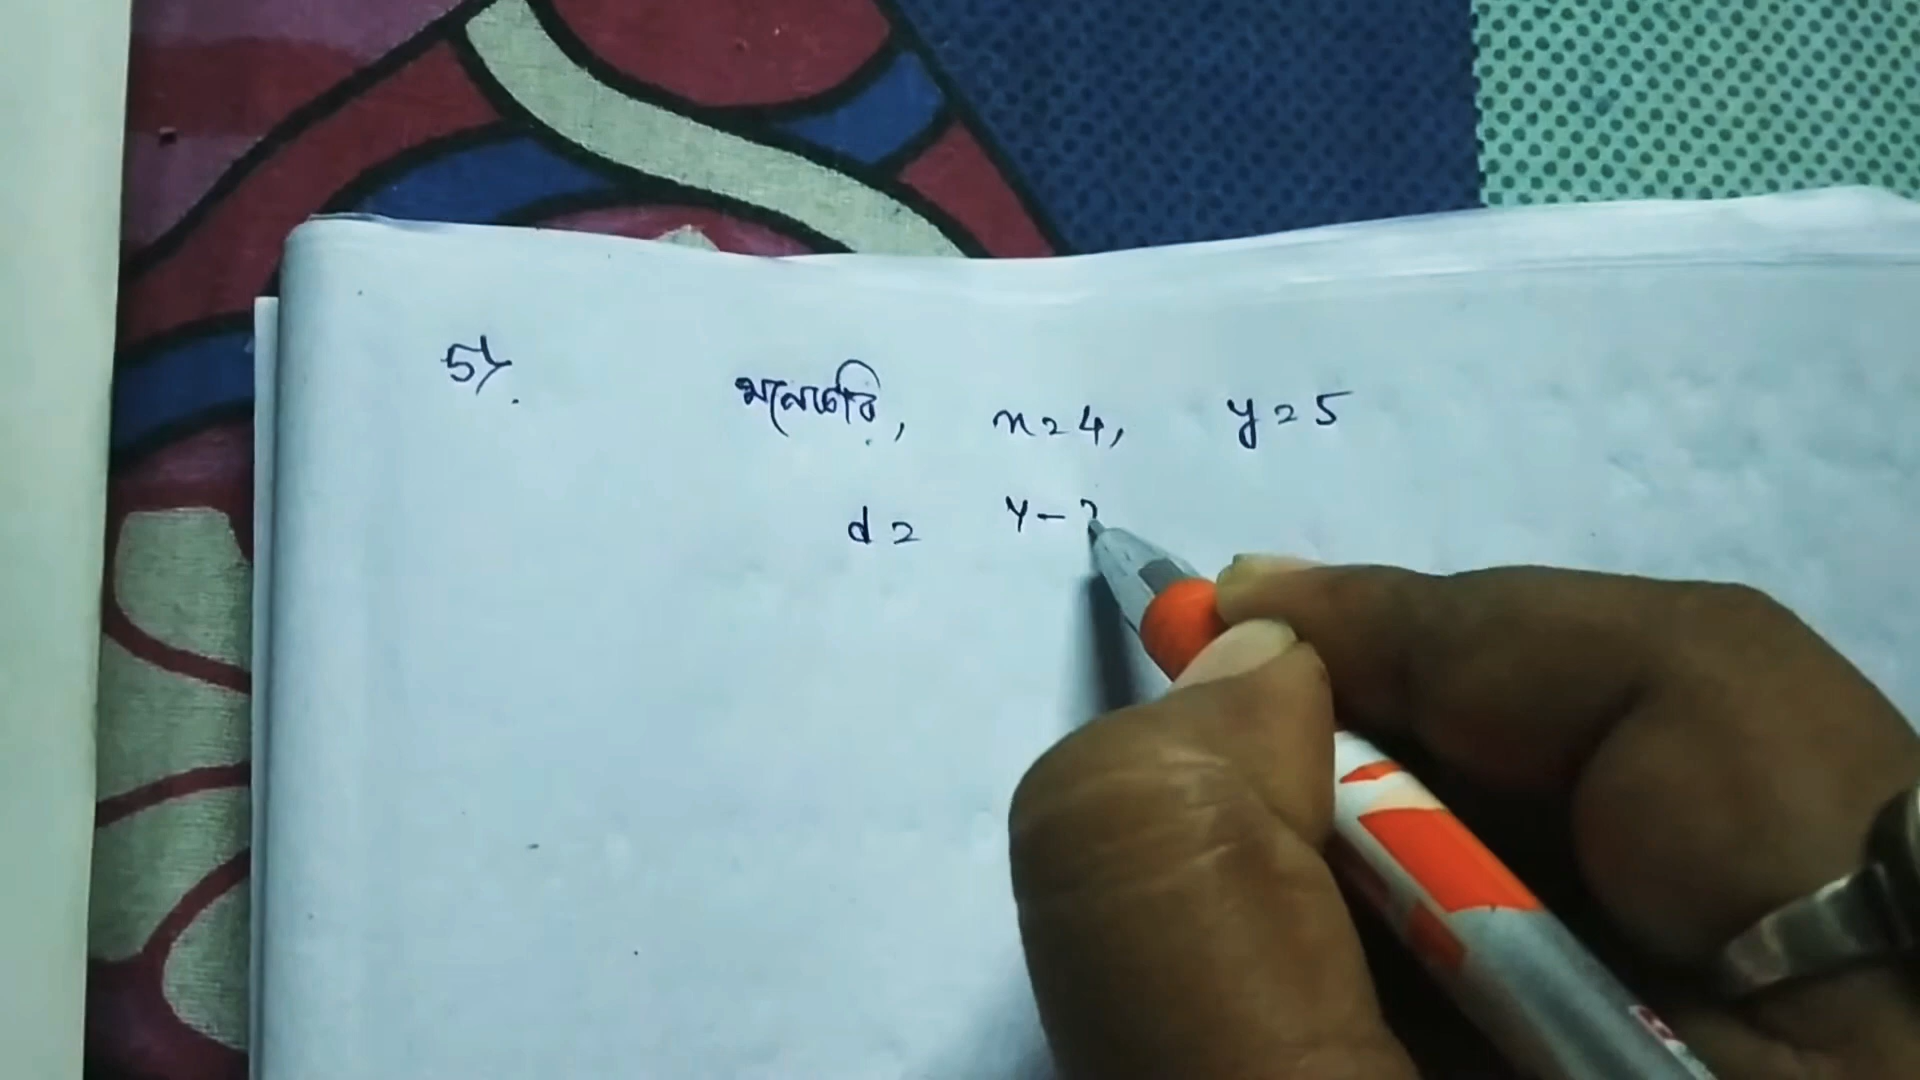 5). মনেকরি, x = 4, y = 5
d = y -